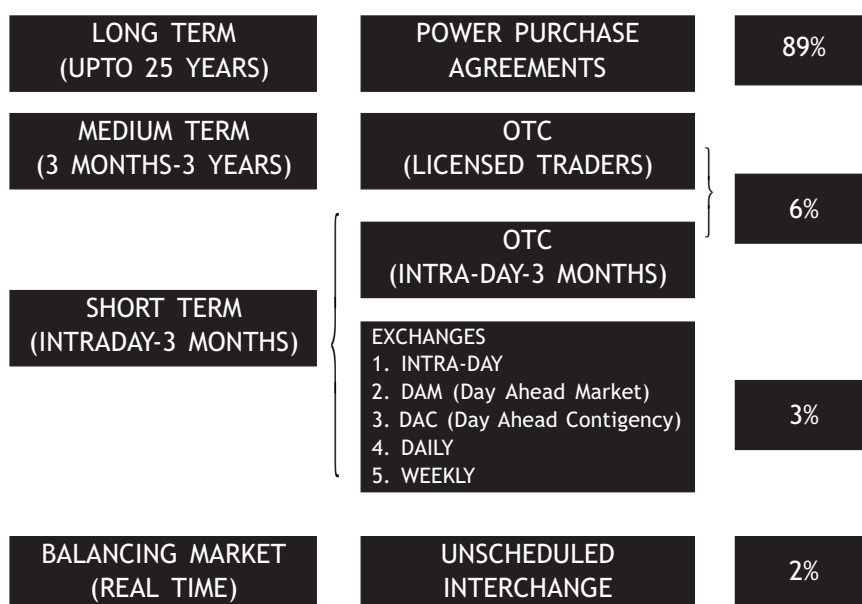 LONG TERM
(UPTO 25 YEARS)
POWER PURCHASE
AGREEMENTS
89%
MEDIUM TERM
(3 MONTHS-3 YEARS)
OTC
(LICENSED TRADERS)
6%
OTC
(INTRA-DAY-3 MONTHS)
SHORT TERM
(INTRADAY-3 MONTHS)
EXCHANGES
1. INTRA-DAY
2. DAM (Day Ahead Market)
3. DAC (Day Ahead Contigency)
4. DAILY
5. WEEKLY
3%
BALANCING MARKET
(REAL TIME)
UNSCHEDULED
INTERCHANGE
2%